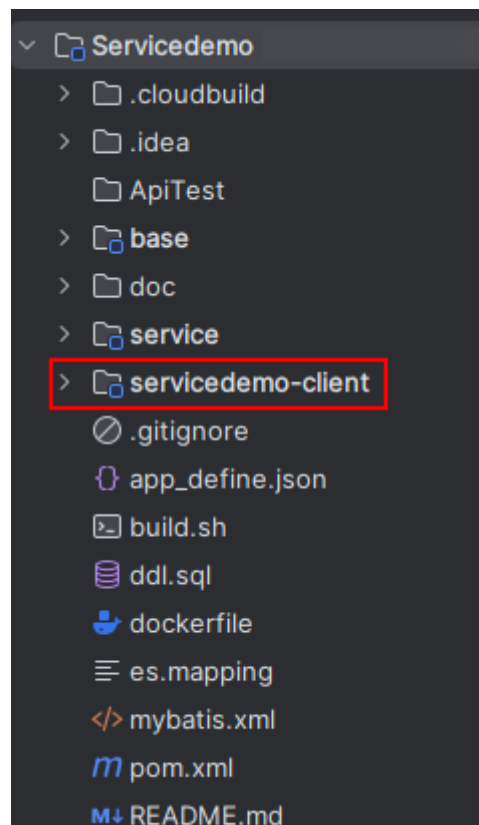 Servicedemo
.cloudbuild
.idea
ApiTest
base
doc
service
servicedemo-client
.gitignore
{} app_define.json
build.sh
ddl.sql
dockerfile
es.mapping
</> mybatis.xml
m pom.xml
M↓ README.md